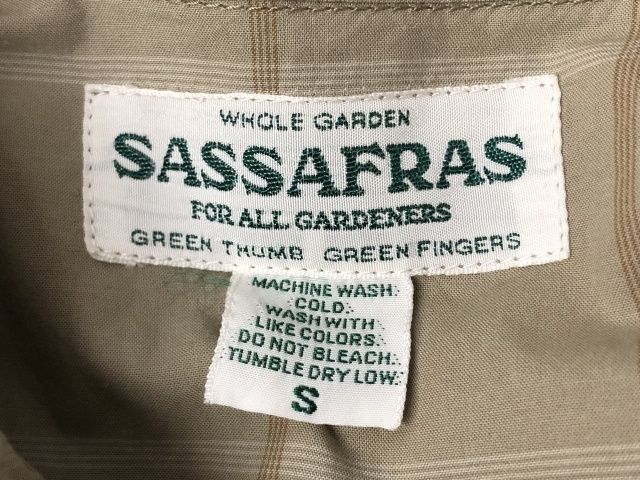 WHOLE GARDEN
SASSAFRAS
FOR ALL GARDENERS
GREEN THUMB GREEN FINGERS
MACHINE WASH
COLD.
WASH WITH
LIKE COLORS.
DO NOT BLEACH.
TUMBLE DRY LOW.
S